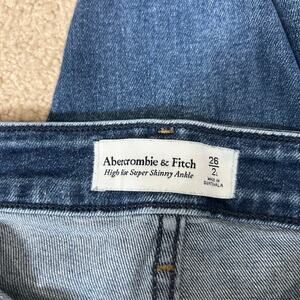 Abercrombie & Fitch
High Rise Super Skinny Ankle
26
2
MADE IN
GUATEMALA